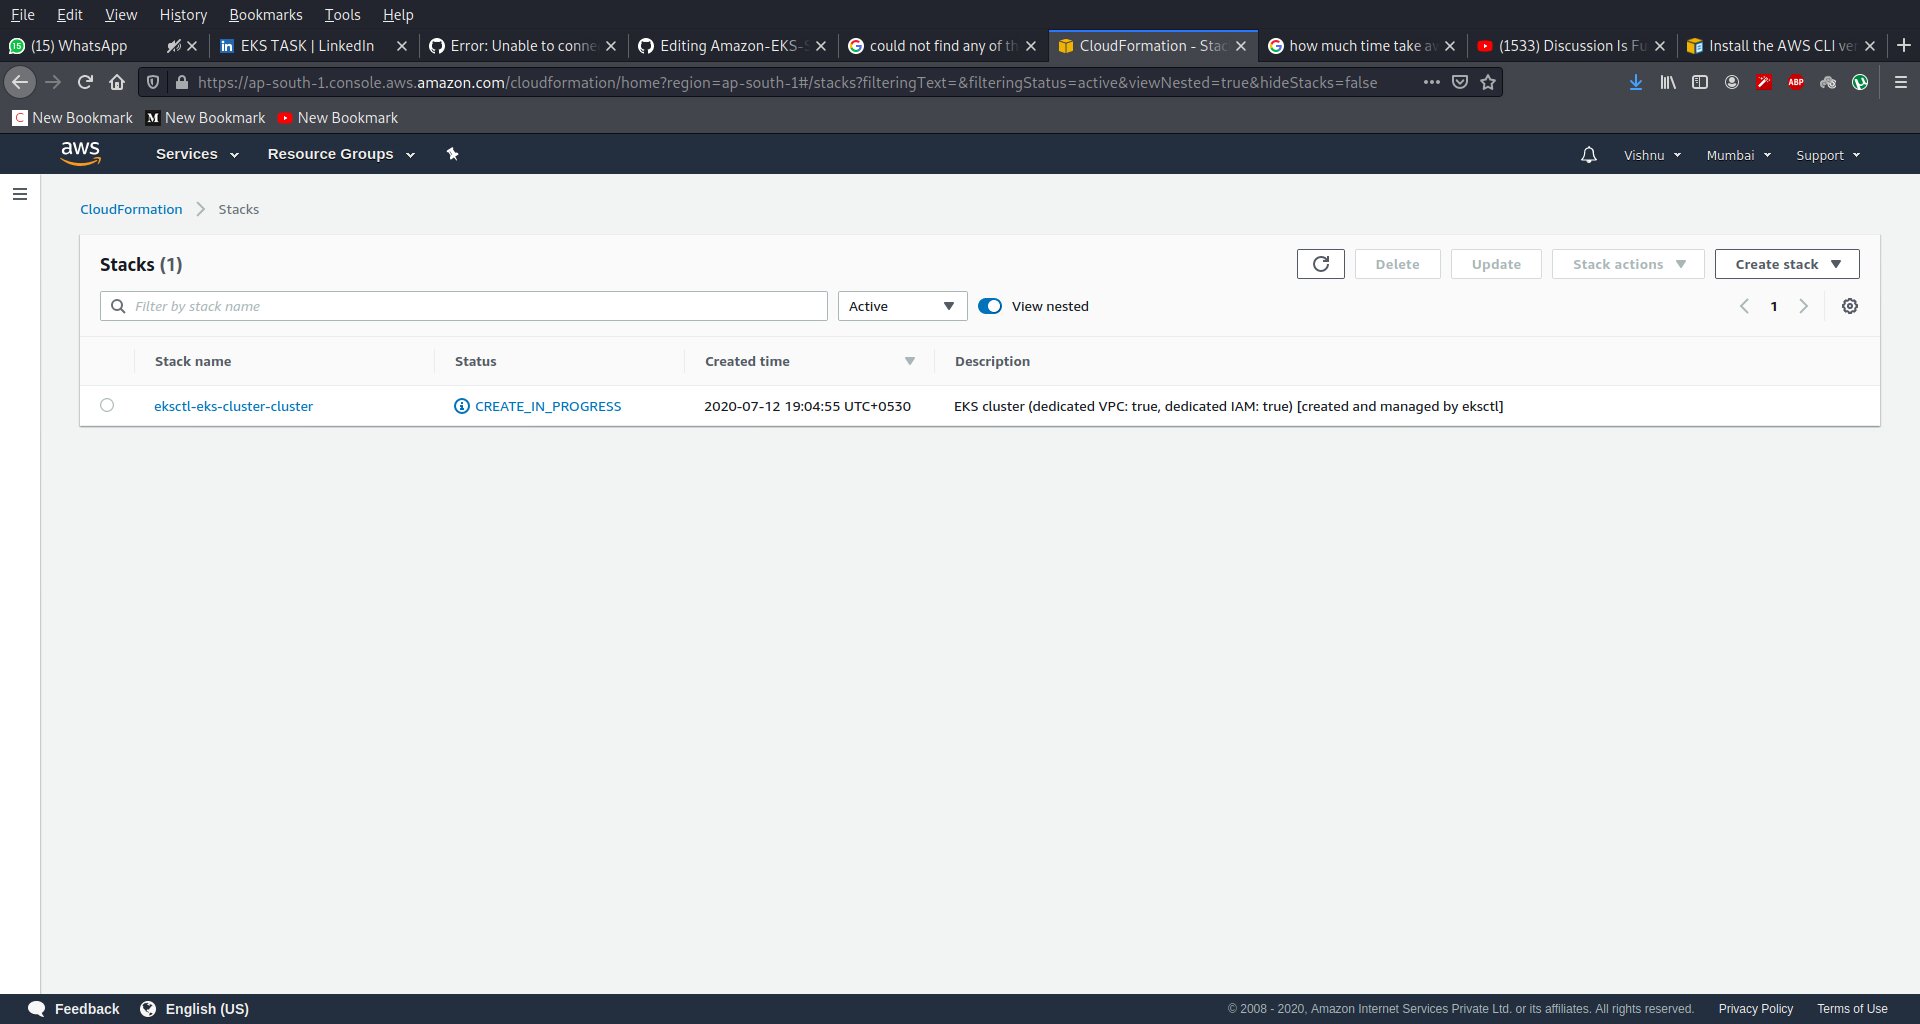 File Edit View History Bookmarks Tools Help
(15) WhatsApp EKS TASK | LinkedIn Error: Unable to conne Editing Amazon-EKS-S could not find any of th CloudFormation - Stac how much time take a (1533) Discussion Is Fu Install the AWS CLI ver
https://ap-south-1.console.aws.amazon.com/cloudformation/home?region=ap-south-1#/stacks?filteringText=&filteringStatus=active&viewNested=true&hideStacks=false ABP
C New Bookmark M New Bookmark New Bookmark
aws Services Resource Groups Vishnu Mumbai Support
CloudFormation Stacks
Stacks (1) Delete Update Stack actions Create stack
Filter by stack name Active View nested 1
Stack name Status Created time Description
eksctl-eks-cluster-cluster CREATE_IN_PROGRESS 2020-07-12 19:04:55 UTC+0530 EKS cluster (dedicated VPC: true, dedicated IAM: true) [created and managed by eksctl]
Feedback English (US) © 2008 - 2020, Amazon Internet Services Private Ltd. or its affiliates. All rights reserved. Privacy Policy Terms of Use